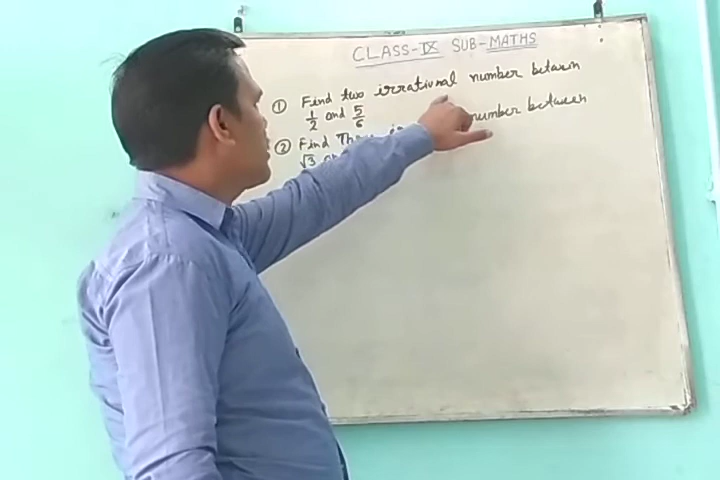 CLASS-IX SUB-MATHS
① Find two irrational number between
1/2 and 5/6
② Find number between
√3